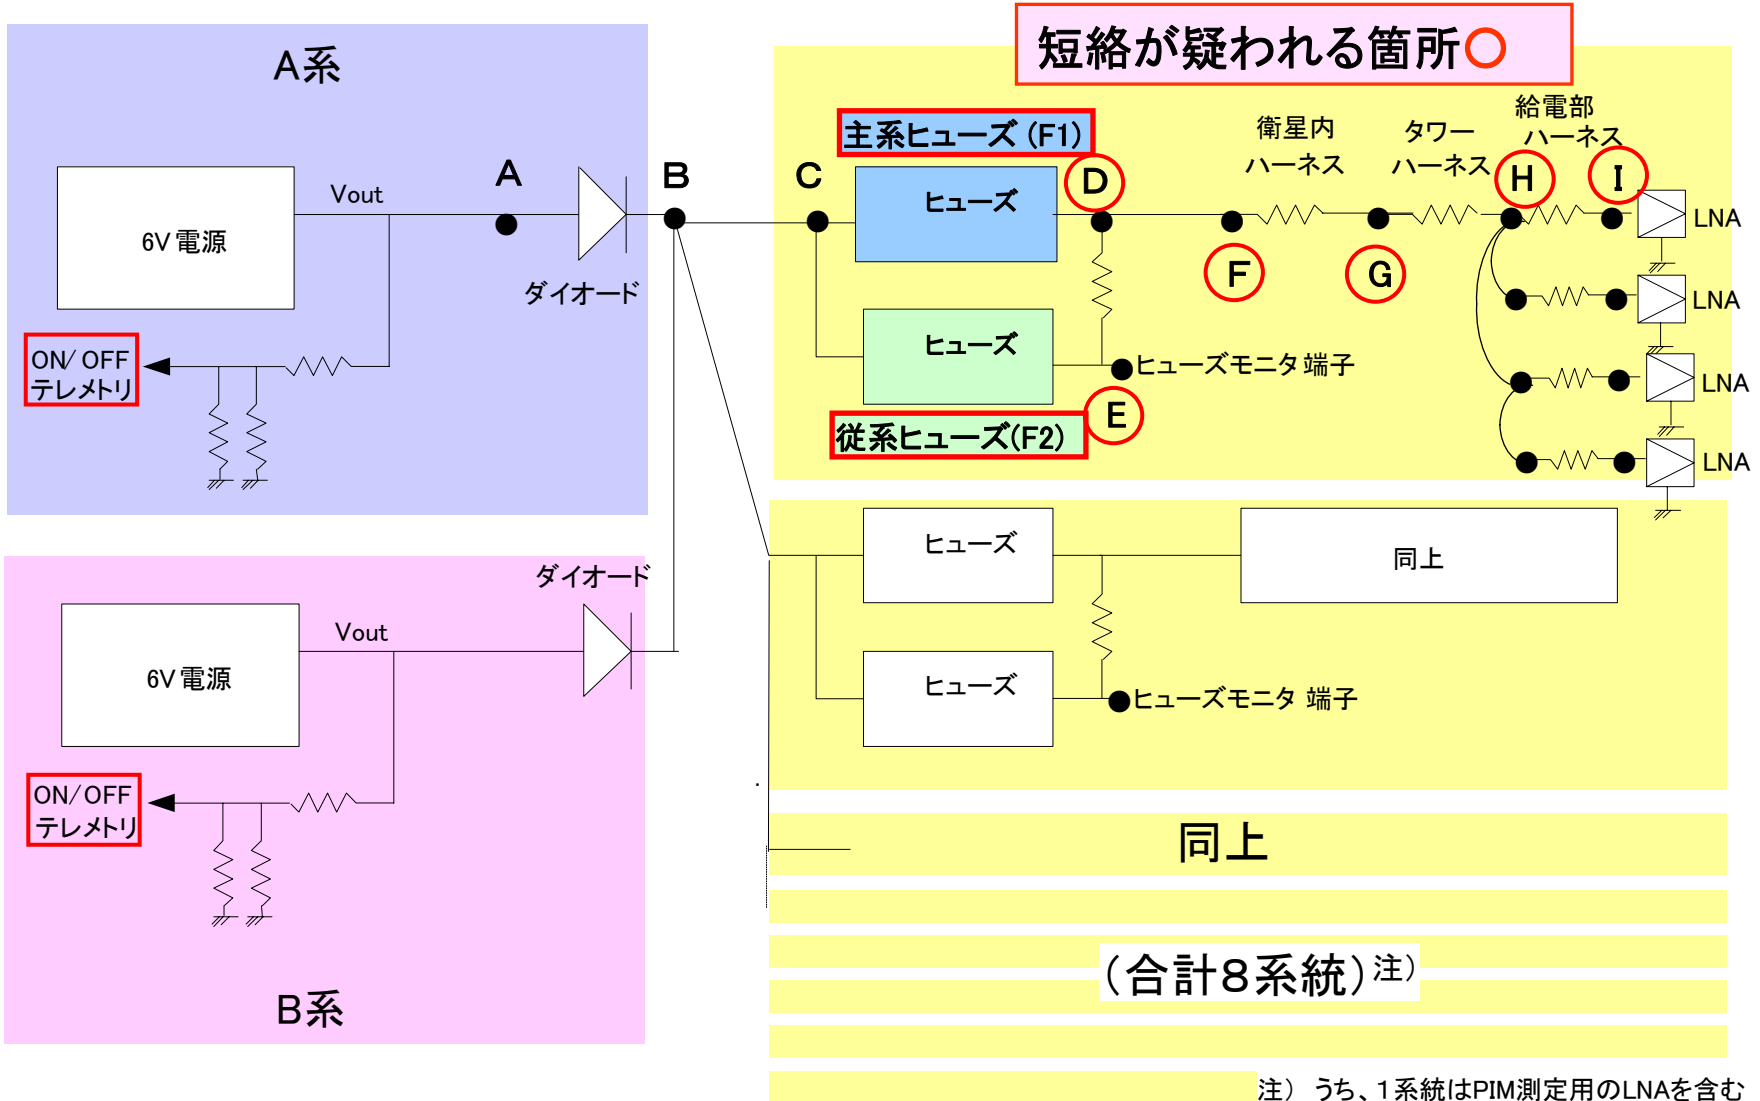 短絡が疑われる箇所○
A系
6V電源
Vout
A
ダイオード
B
C
ON/OFF
テレメトリ
主系ヒューズ(F1)
ヒューズ
D
衛星内
ハーネス
タワー
ハーネス
給電部
ハーネス
F
G
H
I
LNA
LNA
LNA
LNA
ヒューズ
ヒューズモニタ端子
従系ヒューズ(F2)
E
B系
6V電源
Vout
ダイオード
ON/OFF
テレメトリ
ヒューズ
同上
ヒューズ
ヒューズモニタ 端子
同上
(合計8系統)注)
注) うち、1系統はPIM測定用のLNAを含む